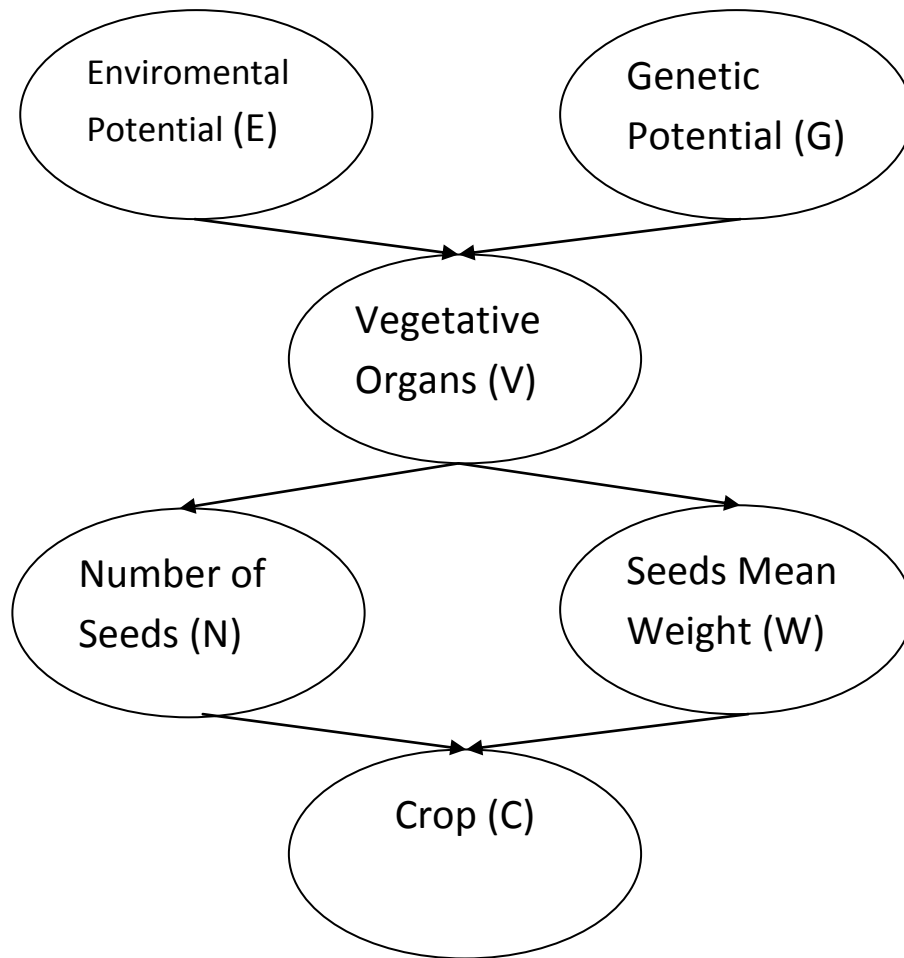 Enviromental
Potential (E)
Genetic
Potential (G)
Vegetative
Organs (V)
Number of
Seeds (N)
Seeds Mean
Weight (W)
Crop (C)